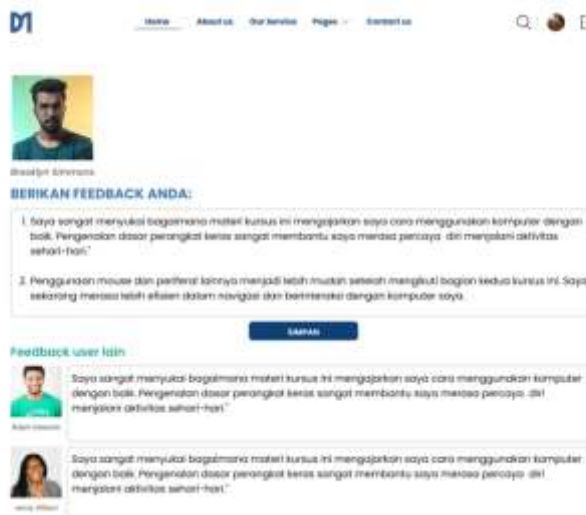 Home About us Our Service Pages Contact us
Brooklyn Simmons
BERIKAN FEEDBACK ANDA:
1. Saya sangat menyukai bagaimana materi kursus ini mengajarkan saya cara menggunakan komputer dengan
baik. Pengenalan dasar perangkat keras sangat membantu saya merasa percaya diri menjalani aktivitas
sehari-hari."
2. Penggunaan mouse dan periferal lainnya menjadi lebih mudah setelah mengikuti bagian kedua kursus ini. Saya
sekarang merasa lebih efisien dalam navigasi dan berinteraksi dengan komputer saya.
SIMPAN
Feedback user lain
Saya sangat menyukai bagaimana materi kursus ini mengajarkan saya cara menggunakan komputer
dengan baik. Pengenalan dasar perangkat keras sangat membantu saya merasa percaya diri
menjalani aktivitas sehari-hari."
Saya sangat menyukai bagaimana materi kursus ini mengajarkan saya cara menggunakan komputer
dengan baik. Pengenalan dasar perangkat keras sangat membantu saya merasa percaya diri
menjalani aktivitas sehari-hari."